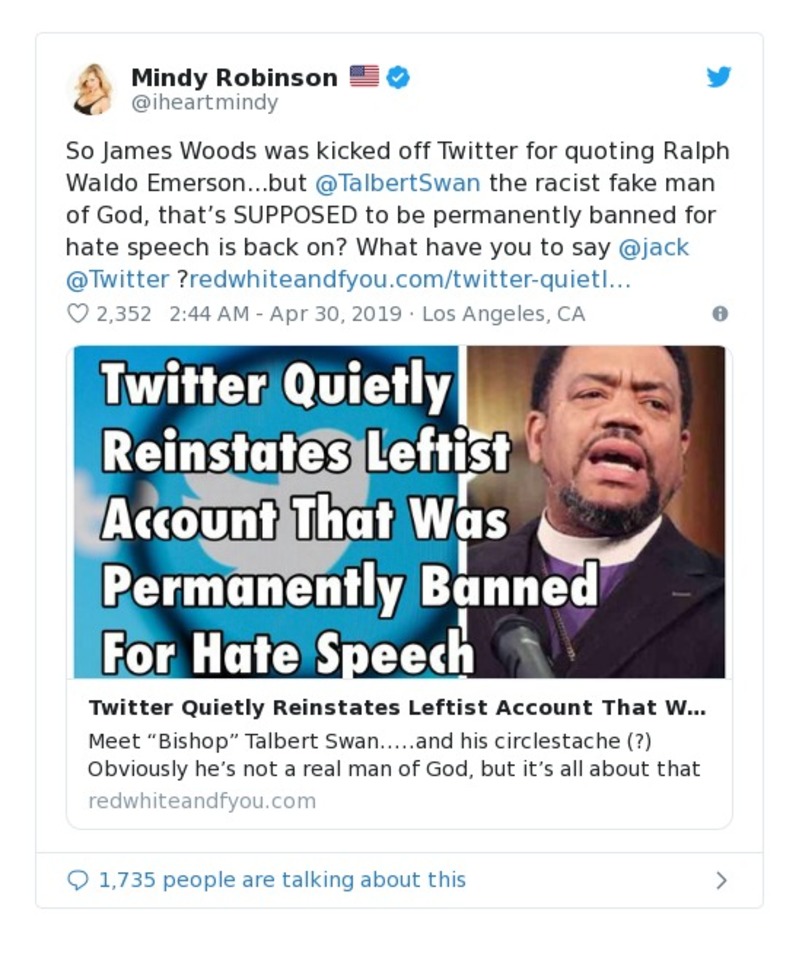 Mindy Robinson
@iheartmindy
So James Woods was kicked off Twitter for quoting Ralph
Waldo Emerson...but @TalbertSwan the racist fake man
of God, that’s SUPPOSED to be permanently banned for
hate speech is back on? What have you to say @jack
@Twitter ?redwhiteandfyou.com/twitter-quietl…
2,352 2:44 AM - Apr 30, 2019 · Los Angeles, CA
Twitter Quietly
Reinstates Leftist
Account That Was
Permanently Banned
For Hate Speech
Twitter Quietly Reinstates Leftist Account That W...
Meet “Bishop” Talbert Swan…..and his circlestache (?)
Obviously he’s not a real man of God, but it’s all about that
redwhiteandfyou.com
1,735 people are talking about this